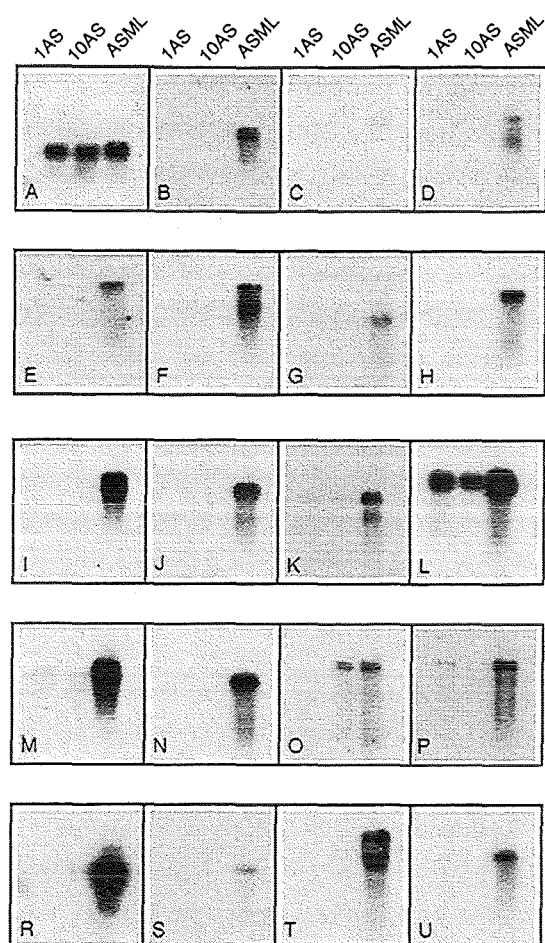 1AS 10AS ASML 1AS 10AS ASML 1AS 10AS ASML 1AS 10AS ASML
A B C D
E F G H
I J K L
M N O P
R S T U